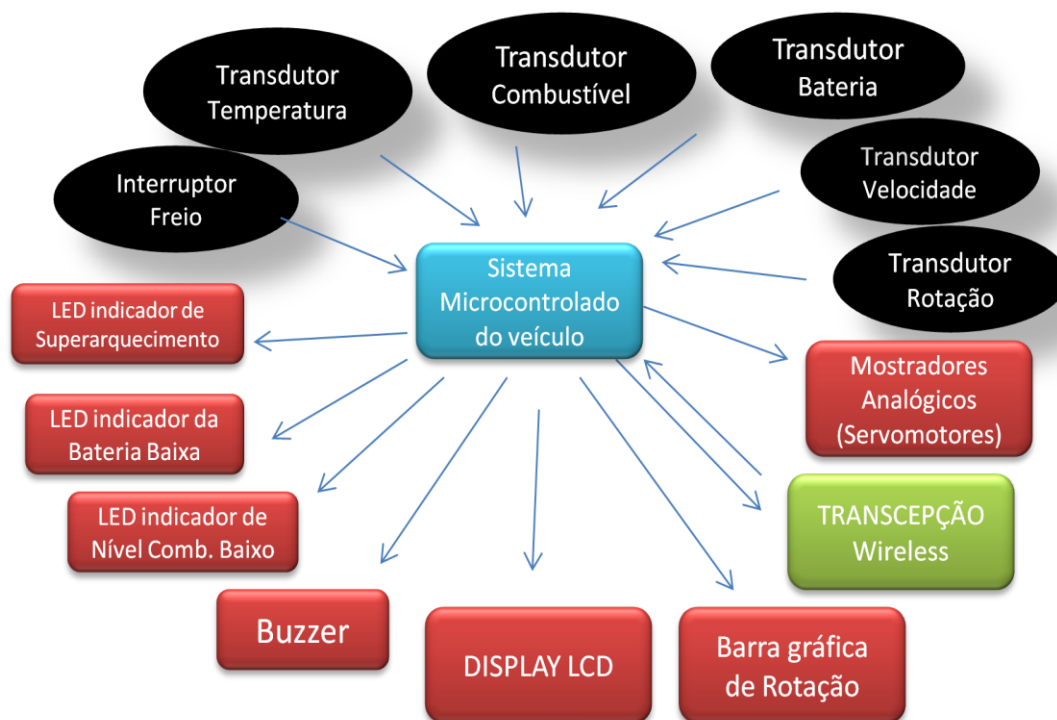 Transdutor
Temperatura
Transdutor
Combustível
Transdutor
Bateria
Interruptor
Freio
Transdutor
Velocidade
Transdutor
Rotação
Sistema
Microcontrolado
do veículo
LED indicador de
Superarquecimento
LED indicador da
Bateria Baixa
LED indicador de
Nível Comb. Baixo
Buzzer
DISPLAY LCD
Barra gráfica
de Rotação
TRANSCEPÇÃO
Wireless
Mostradores
Analógicos
(Servomotores)